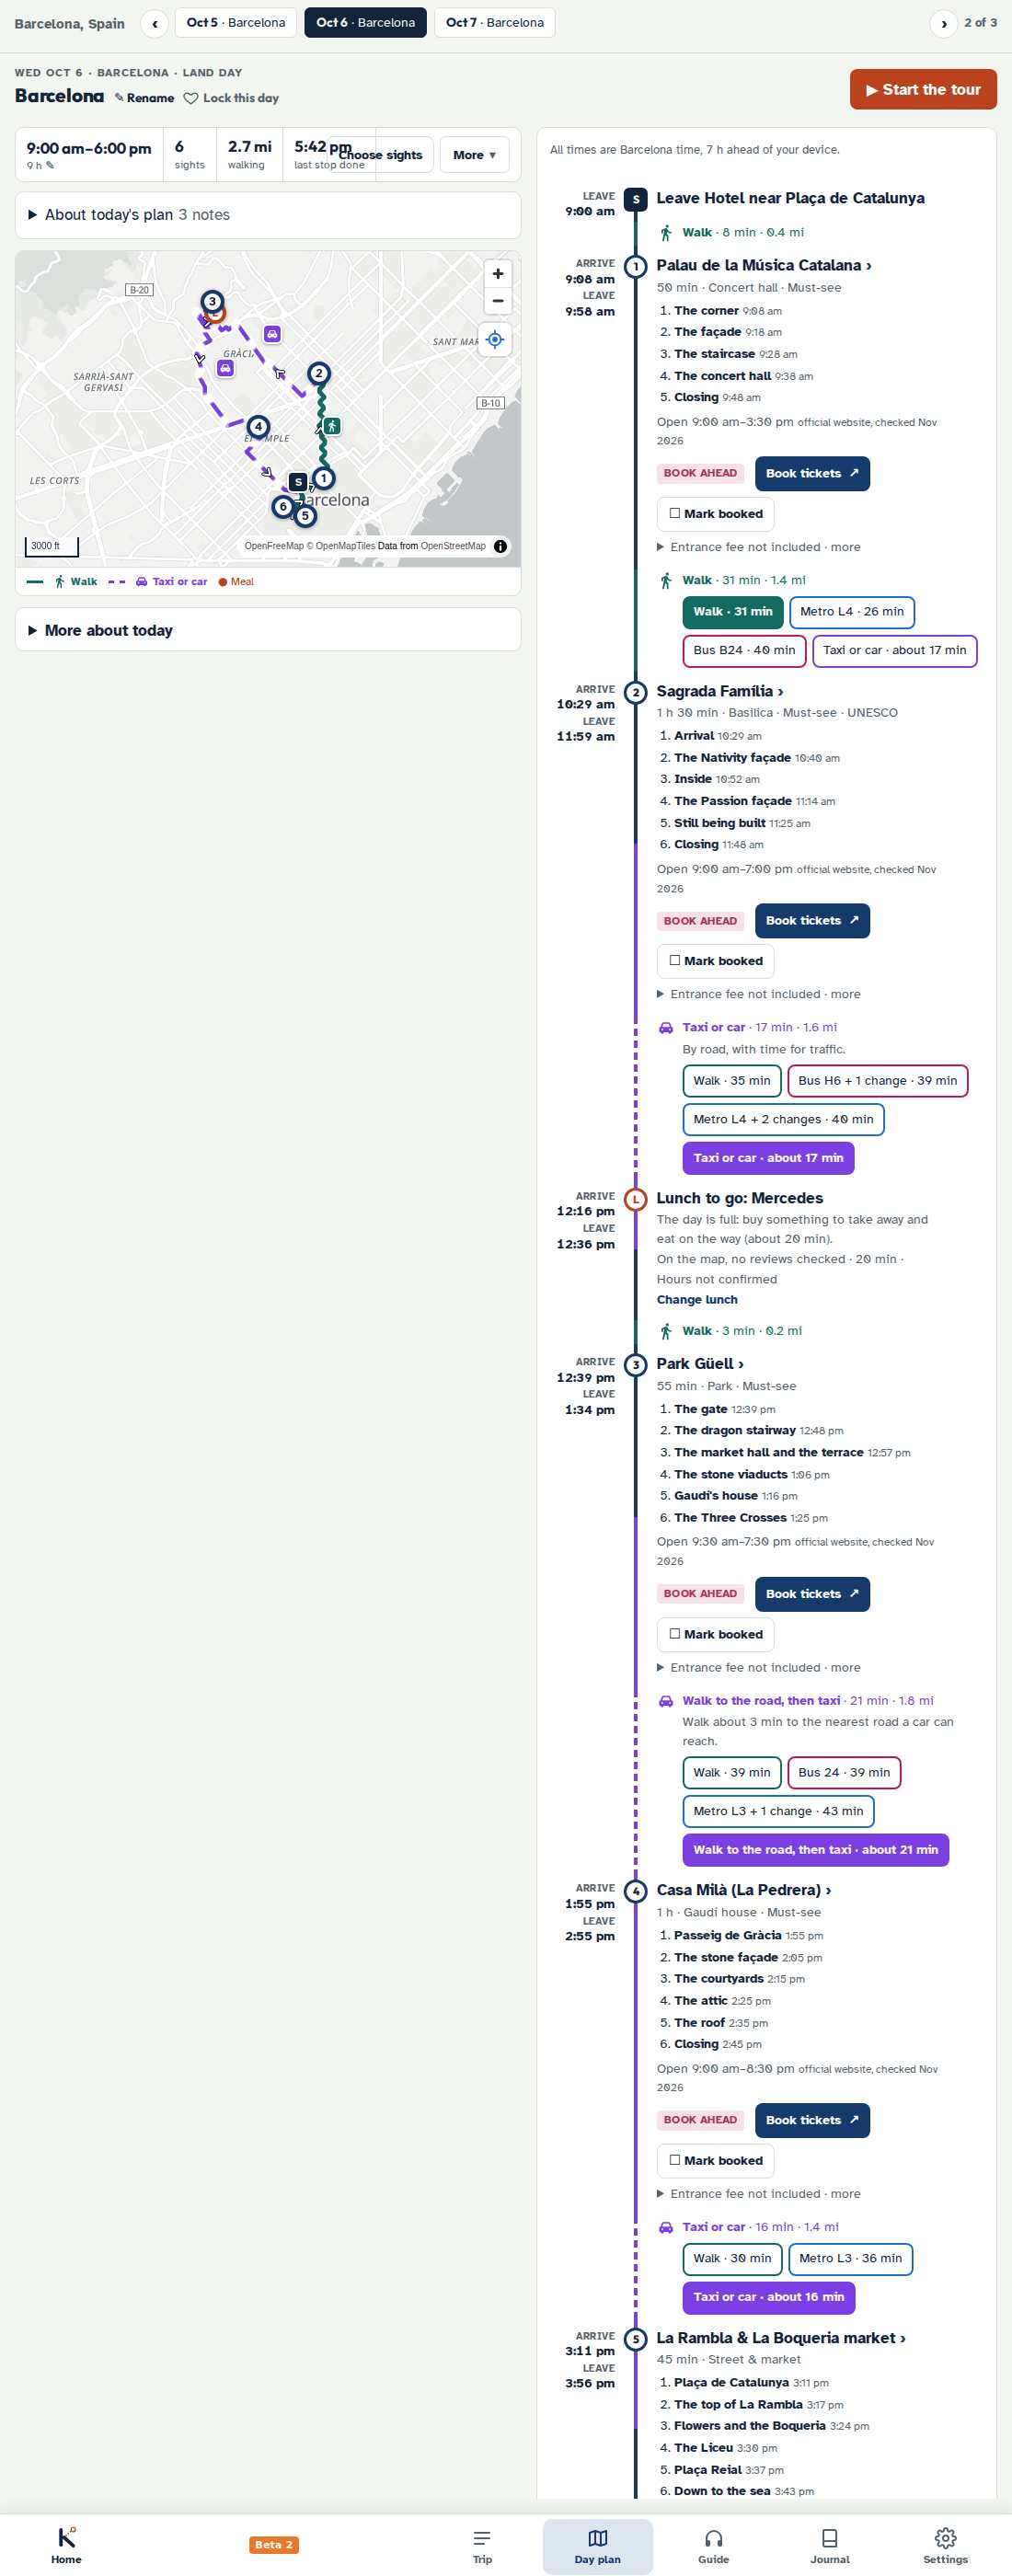 Barcelona, Spain
‹
Oct 5 · Barcelona
Oct 6 · Barcelona
Oct 7 · Barcelona
›
2 of 3
WED OCT 6 · BARCELONA · LAND DAY
Barcelona
✎ Rename
Lock this day
▶ Start the tour
9:00 am–6:00 pm
9 h ✎
6
sights
2.7 mi
walking
5:42 pm
last stop done
Choose sights
More ▾
▶ About today's plan 3 notes
B-20
3
GRÀCI
SANT MAR
SARRIÀ-SANT
GERVASI
2
B-10
4
MPLE
LES CORTS
S
1
arcelona
6
5
+
−
3000 ft
OpenFreeMap © OpenMapTiles Data from OpenStreetMap
Walk
Taxi or car
Meal
▶ More about today
All times are Barcelona time, 7 h ahead of your device.
LEAVE
9:00 am
S
Leave Hotel near Plaça de Catalunya
Walk · 8 min · 0.4 mi
ARRIVE
9:08 am
LEAVE
9:58 am
1
Palau de la Música Catalana ›
50 min · Concert hall · Must-see
1. The corner 9:08 am
2. The façade 9:18 am
3. The staircase 9:28 am
4. The concert hall 9:38 am
5. Closing 9:48 am
Open 9:00 am–3:30 pm official website, checked Nov
2026
BOOK AHEAD
Book tickets ↗
☐ Mark booked
▶ Entrance fee not included · more
Walk · 31 min · 1.4 mi
Walk · 31 min
Metro L4 · 26 min
Bus B24 · 40 min
Taxi or car · about 17 min
ARRIVE
10:29 am
LEAVE
11:59 am
2
Sagrada Família ›
1 h 30 min · Basilica · Must-see · UNESCO
1. Arrival 10:29 am
2. The Nativity façade 10:40 am
3. Inside 10:52 am
4. The Passion façade 11:14 am
5. Still being built 11:25 am
6. Closing 11:48 am
Open 9:00 am–7:00 pm official website, checked Nov
2026
BOOK AHEAD
Book tickets ↗
☐ Mark booked
▶ Entrance fee not included · more
Taxi or car · 17 min · 1.6 mi
By road, with time for traffic.
Walk · 35 min
Bus H6 + 1 change · 39 min
Metro L4 + 2 changes · 40 min
Taxi or car · about 17 min
ARRIVE
12:16 pm
LEAVE
12:36 pm
L
Lunch to go: Mercedes
The day is full: buy something to take away and
eat on the way (about 20 min).
On the map, no reviews checked · 20 min ·
Hours not confirmed
Change lunch
Walk · 3 min · 0.2 mi
ARRIVE
12:39 pm
LEAVE
1:34 pm
3
Park Güell ›
55 min · Park · Must-see
1. The gate 12:39 pm
2. The dragon stairway 12:48 pm
3. The market hall and the terrace 12:57 pm
4. The stone viaducts 1:06 pm
5. Gaudí's house 1:16 pm
6. The Three Crosses 1:25 pm
Open 9:30 am–7:30 pm official website, checked Nov
2026
BOOK AHEAD
Book tickets ↗
☐ Mark booked
▶ Entrance fee not included · more
Walk to the road, then taxi · 21 min · 1.8 mi
Walk about 3 min to the nearest road a car can
reach.
Walk · 39 min
Bus 24 · 39 min
Metro L3 + 1 change · 43 min
Walk to the road, then taxi · about 21 min
ARRIVE
1:55 pm
LEAVE
2:55 pm
4
Casa Milà (La Pedrera) ›
1 h · Gaudí house · Must-see
1. Passeig de Gràcia 1:55 pm
2. The stone façade 2:05 pm
3. The courtyards 2:15 pm
4. The attic 2:25 pm
5. The roof 2:35 pm
6. Closing 2:45 pm
Open 9:00 am–8:30 pm official website, checked Nov
2026
BOOK AHEAD
Book tickets ↗
☐ Mark booked
▶ Entrance fee not included · more
Taxi or car · 16 min · 1.4 mi
Walk · 30 min
Metro L3 · 36 min
Taxi or car · about 16 min
ARRIVE
3:11 pm
LEAVE
3:56 pm
5
La Rambla & La Boqueria market ›
45 min · Street & market
1. Plaça de Catalunya 3:11 pm
2. The top of La Rambla 3:17 pm
3. Flowers and the Boqueria 3:24 pm
4. The Liceu 3:30 pm
5. Plaça Reial 3:37 pm
6. Down to the sea 3:43 pm
Home
Beta 2
Trip
Day plan
Guide
Journal
Settings